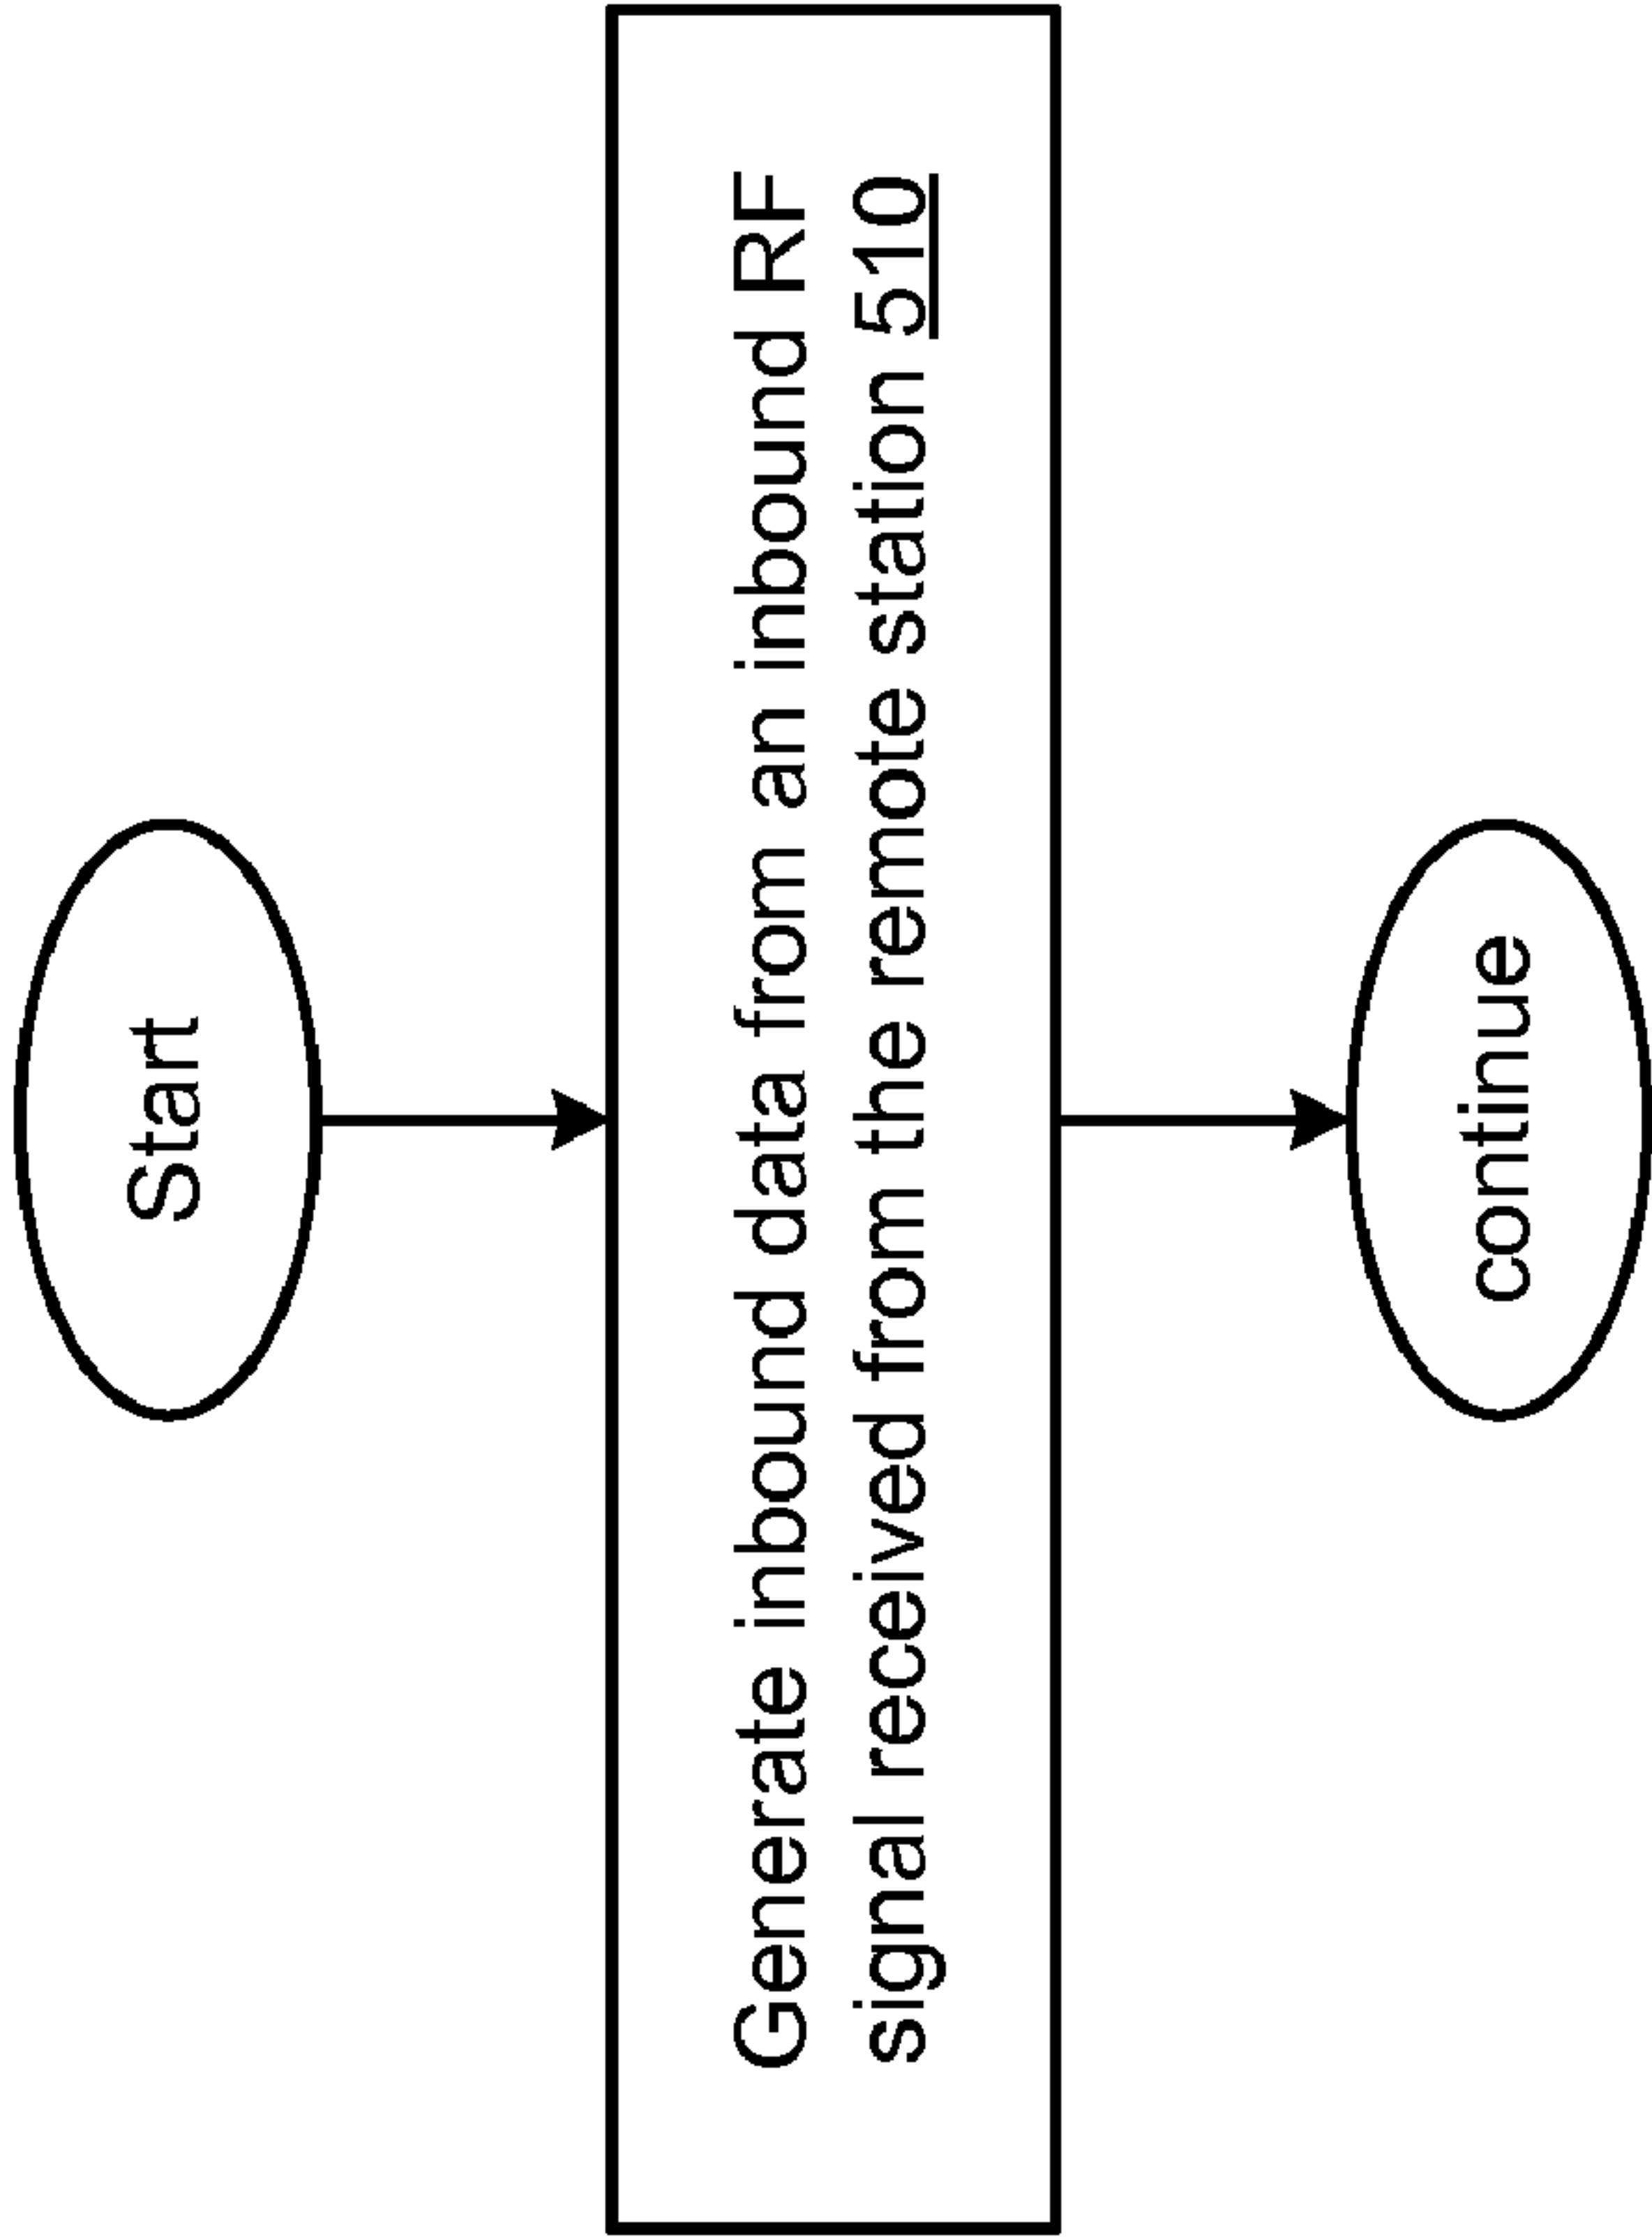 Start
Generate inbound data from an inbound RF
signal received from the remote station 510
continue